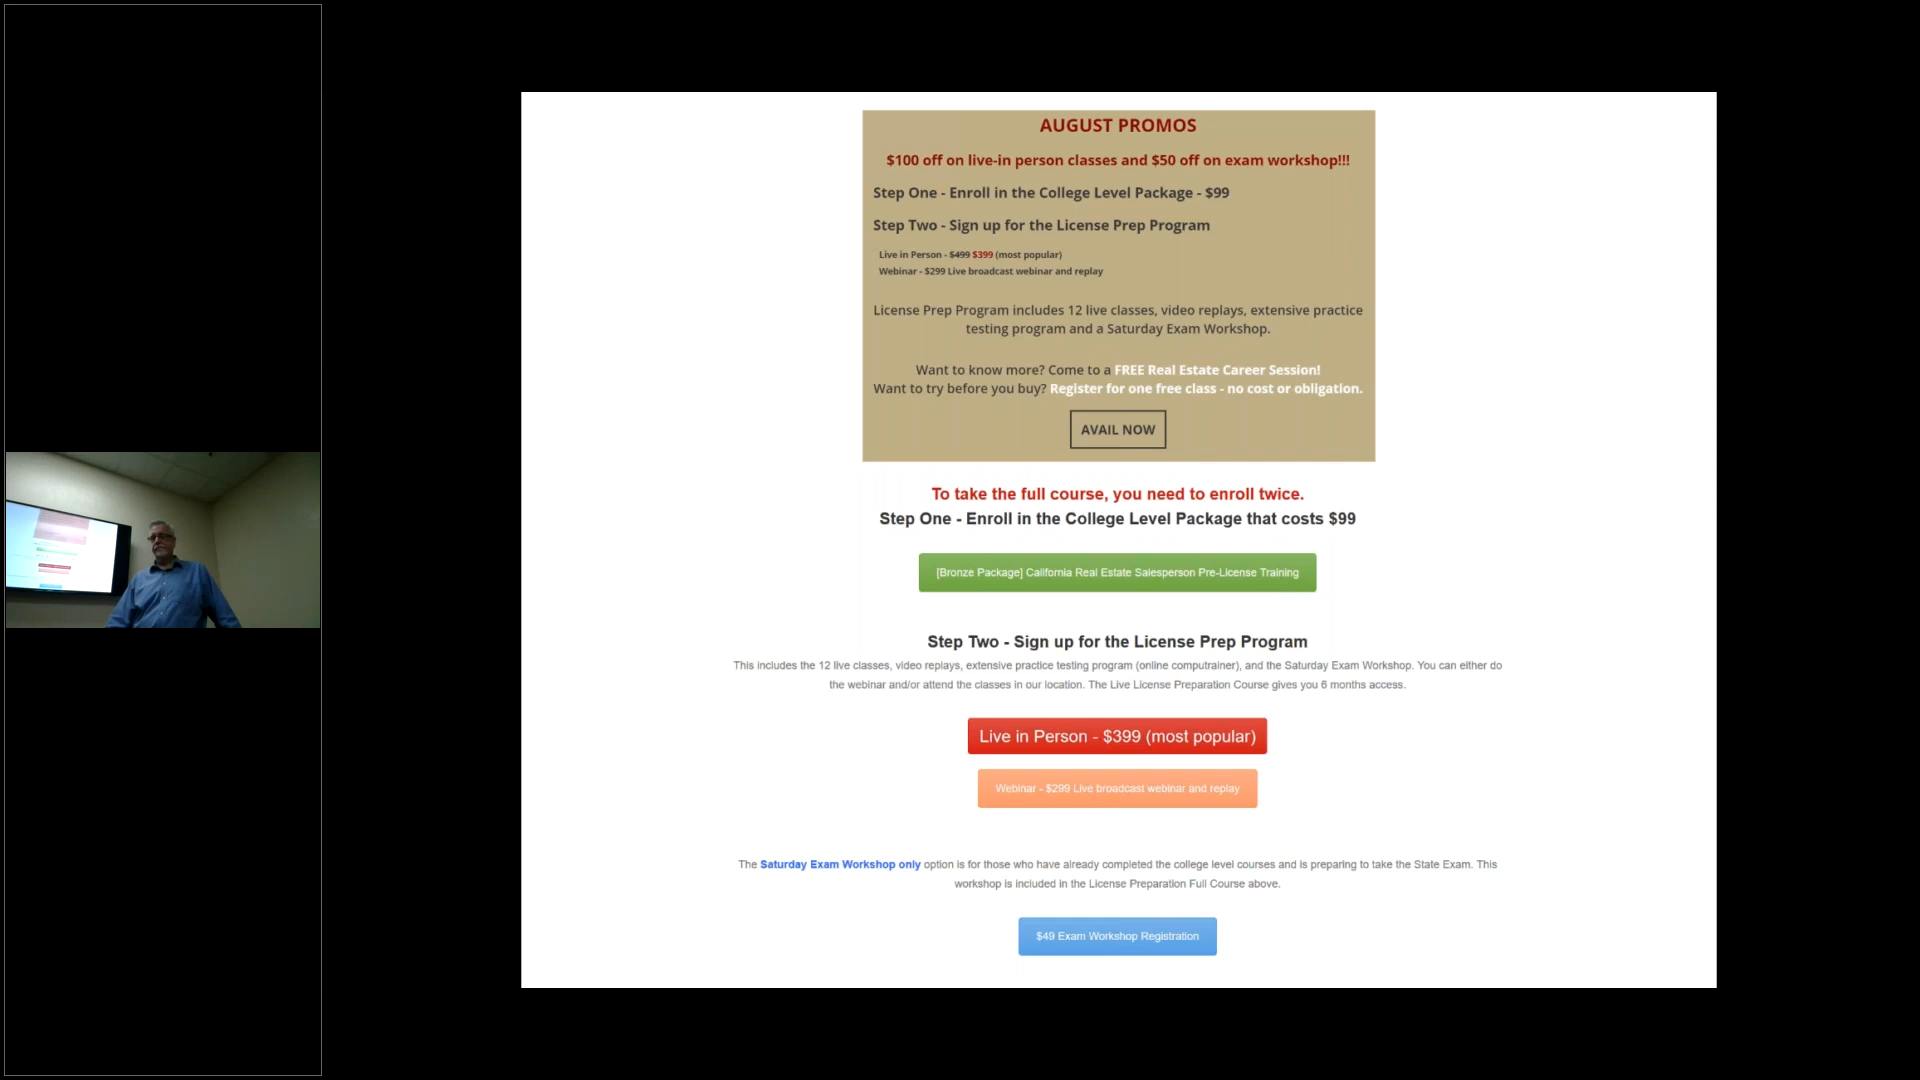 AUGUST PROMOS
$100 off on live-in person classes and $50 off on exam workshop!!!
Step One - Enroll in the College Level Package - $99
Step Two - Sign up for the License Prep Program
Live in Person - $499 $399 (most popular)
Webinar - $299 Live broadcast webinar and replay
License Prep Program includes 12 live classes, video replays, extensive practice
testing program and a Saturday Exam Workshop.
Want to know more? Come to a FREE Real Estate Career Session!
Want to try before you buy? Register for one free class - no cost or obligation.
AVAIL NOW
To take the full course, you need to enroll twice.
Step One - Enroll in the College Level Package that costs $99
[Bronze Package] California Real Estate Salesperson Pre-License Training
Step Two - Sign up for the License Prep Program
This includes the 12 live classes, video replays, extensive practice testing program (online computrainer), and the Saturday Exam Workshop. You can either do
the webinar and/or attend the classes in our location. The Live License Preparation Course gives you 6 months access.
Live in Person - $399 (most popular)
Webinar - $299 Live broadcast webinar and replay
The Saturday Exam Workshop only option is for those who have already completed the college level courses and is preparing to take the State Exam. This
workshop is included in the License Preparation Full Course above.
$49 Exam Workshop Registration